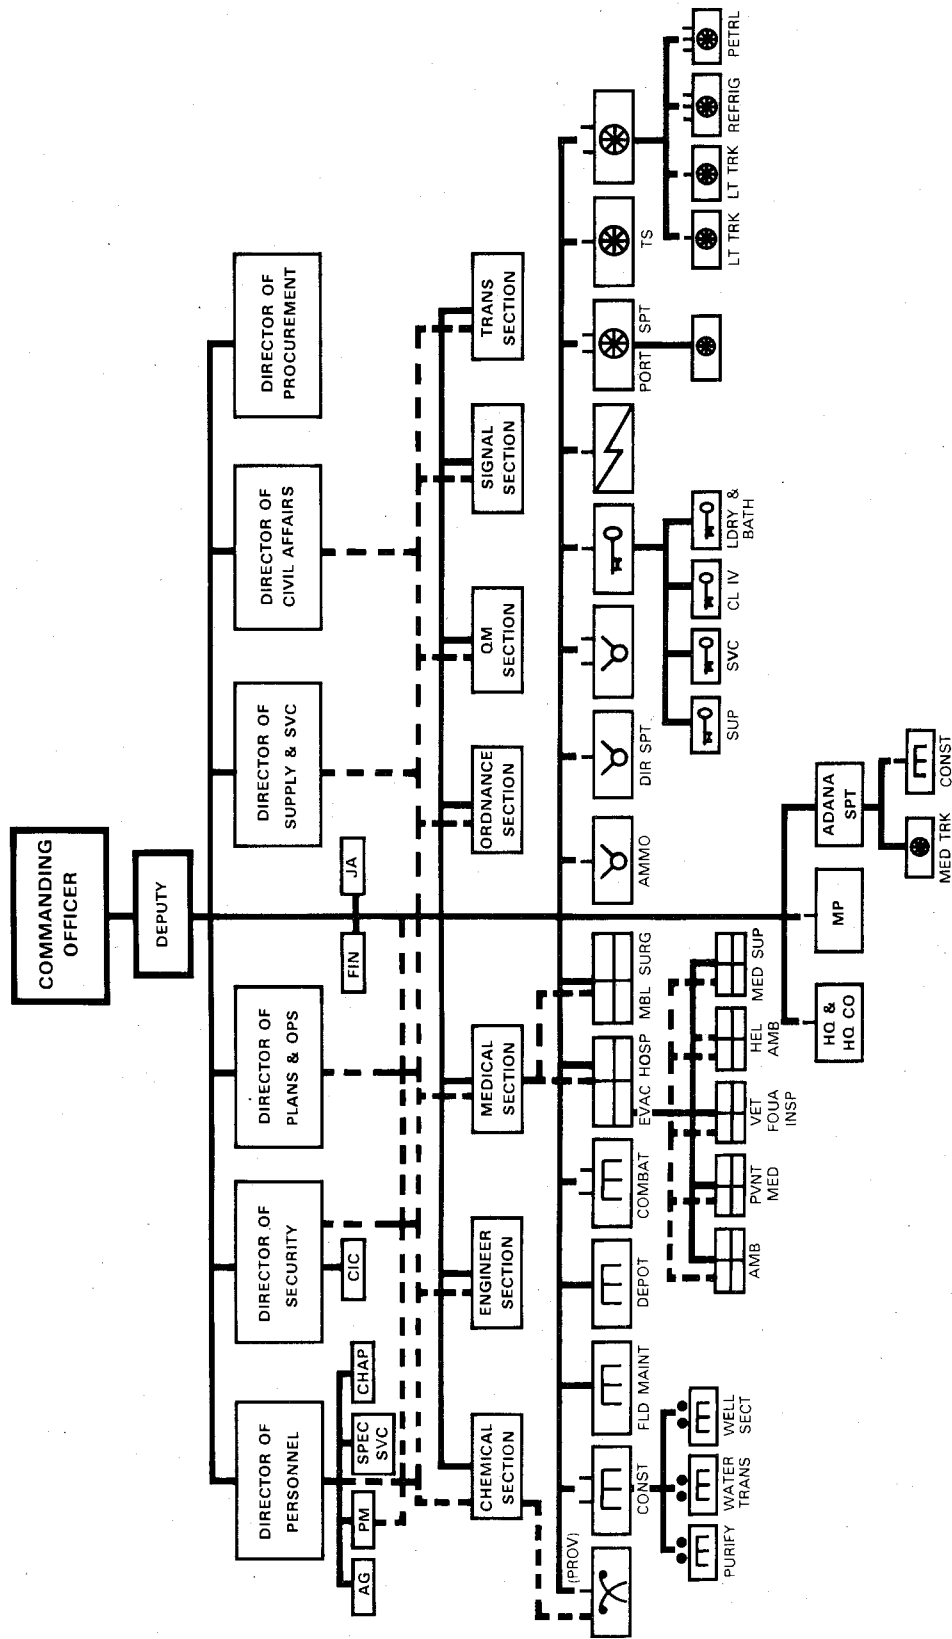 COMMANDING
OFFICER
DEPUTY
DIRECTOR OF
PERSONNEL
DIRECTOR OF
SECURITY
DIRECTOR OF
PLANS & OPS
DIRECTOR OF
SUPPLY & SVC
DIRECTOR OF
CIVIL AFFAIRS
DIRECTOR OF
PROCUREMENT
AG
PM
SPEC
SVC
CHAP
CIC
FIN
JA
CHEMICAL
SECTION
ENGINEER
SECTION
MEDICAL
SECTION
ORDNANCE
SECTION
QM
SECTION
SIGNAL
SECTION
TRANS
SECTION
(PROV)
CONST
FLD MAINT
DEPOT
COMBAT
EVAC HOSP
MBL SURG
AMMO
DIR SPT
PORT SPT
TS
PURIFY
WATER
TRANS
WELL
SECT
AMB
PVNT
MED
VET
FOUA
INSP
HEL
AMB
MED SUP
SUP
SVC
CL IV
LDRY &
BATH
LT TRK
LT TRK
REFRIG
PETRL
HQ &
HQ CO
MP
ADANA
SPT
MED TRK
CONST